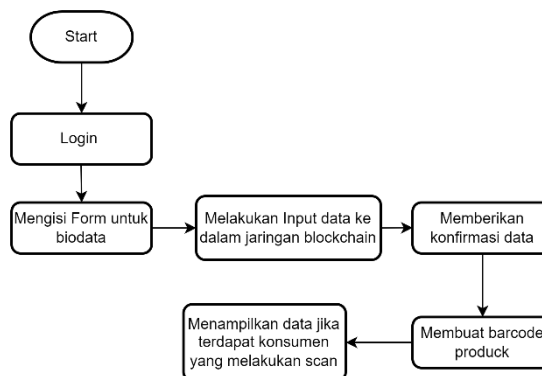 Start
Login
Mengisi Form untuk
biodata
Melakukan Input data ke
dalam jaringan blockchain
Memberikan
konfirmasi data
Membuat barcode
produck
Menampilkan data jika
terdapat konsumen
yang melakukan scan